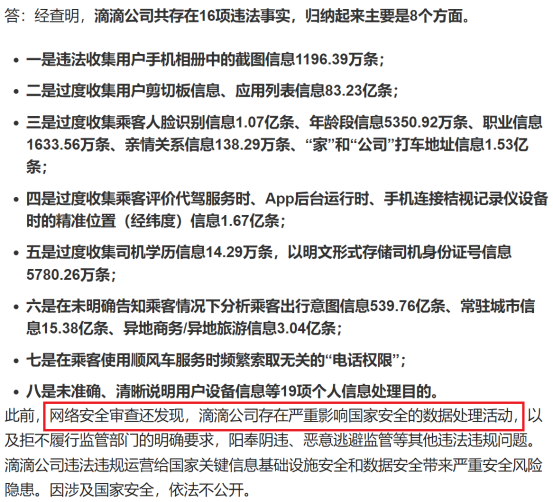 答：经查明，滴滴公司共存在16项违法事实，归纳起来主要是8个方面。
• 一是违法收集用户手机相册中的截图信息1196.39万条；
• 二是过度收集用户剪切板信息、应用列表信息83.23亿条；
• 三是过度收集乘客人脸识别信息1.07亿条、年龄段信息5350.92万条、职业信息
1633.56万条、亲情关系信息138.29万条、“家”和“公司”打车地址信息1.53亿
条；
• 四是过度收集乘客评价代驾服务时、App后台运行时、手机连接桔视记录仪设备
时的精准位置（经纬度）信息1.67亿条；
• 五是过度收集司机学历信息14.29万条，以明文形式存储司机身份证号信息
5780.26万条；
• 六是在未明确告知乘客情况下分析乘客出行意图信息539.76亿条、常驻城市信
息15.38亿条、异地商务/异地旅游信息3.04亿条；
• 七是在乘客使用顺风车服务时频繁索取无关的“电话权限”；
• 八是未准确、清晰说明用户设备信息等19项个人信息处理目的。
此前，网络安全审查还发现，滴滴公司存在严重影响国家安全的数据处理活动，以
及拒不履行监管部门的明确要求，阳奉阴违、恶意逃避监管等其他违法违规问题。
滴滴公司违法违规运营给国家关键信息基础设施安全和数据安全带来严重安全风险
隐患。因涉及国家安全，依法不公开。